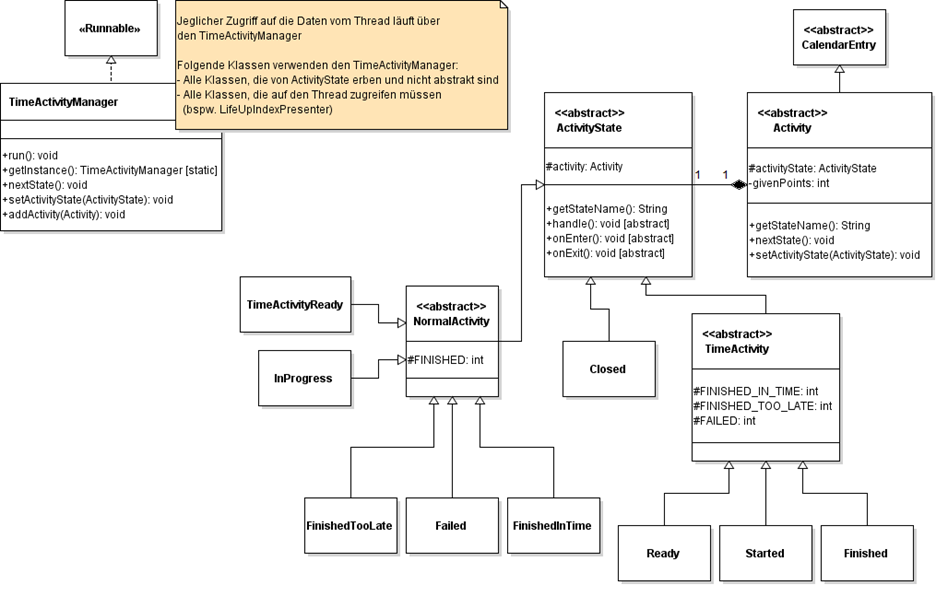 «Runnable»
TimeActivityManager
+run(): void
+getInstance(): TimeActivityManager [static]
+nextState(): void
+setActivityState(ActivityState): void
+addActivity(Activity): void
Jeglicher Zugriff auf die Daten vom Thread läuft über
den TimeActivityManager
Folgende Klassen verwenden den TimeActivityManager:
- Alle Klassen, die von ActivityState erben und nicht abstrakt sind
- Alle Klassen, die auf den Thread zugreifen müssen
(bspw. LifeUpIndexPresenter)
<<abstract>>
CalendarEntry
<<abstract>>
ActivityState
#activity: Activity
+getStateName(): String
+handle(): void [abstract]
+onEnter(): void [abstract]
+onExit(): void [abstract]
1 1
<<abstract>>
Activity
#activityState: ActivityState
-givenPoints: int
+getStateName(): String
+nextState(): void
+setActivityState(ActivityState): void
TimeActivityReady
InProgress
<<abstract>>
NormalActivity
#FINISHED: int
Closed
<<abstract>>
TimeActivity
#FINISHED_IN_TIME: int
#FINISHED_TOO_LATE: int
#FAILED: int
FinishedTooLate
Failed
FinishedInTime
Ready
Started
Finished